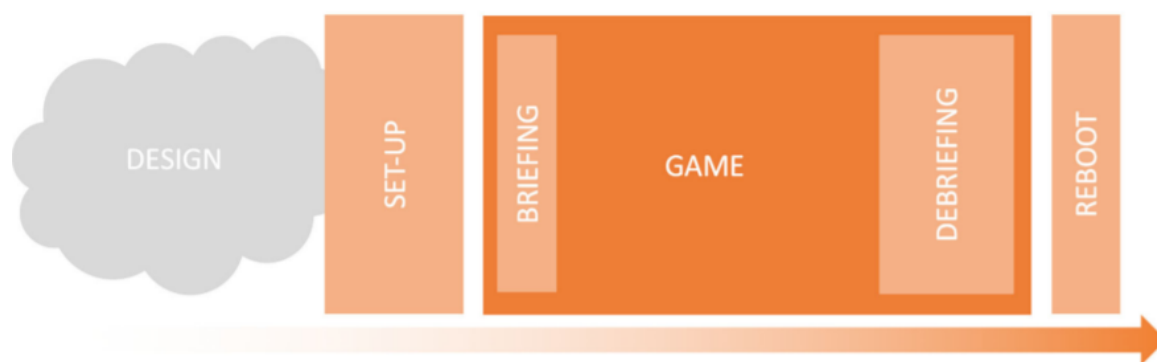 DESIGN
SET-UP
BRIEFING
GAME
DEBRIEFING
REBOOT